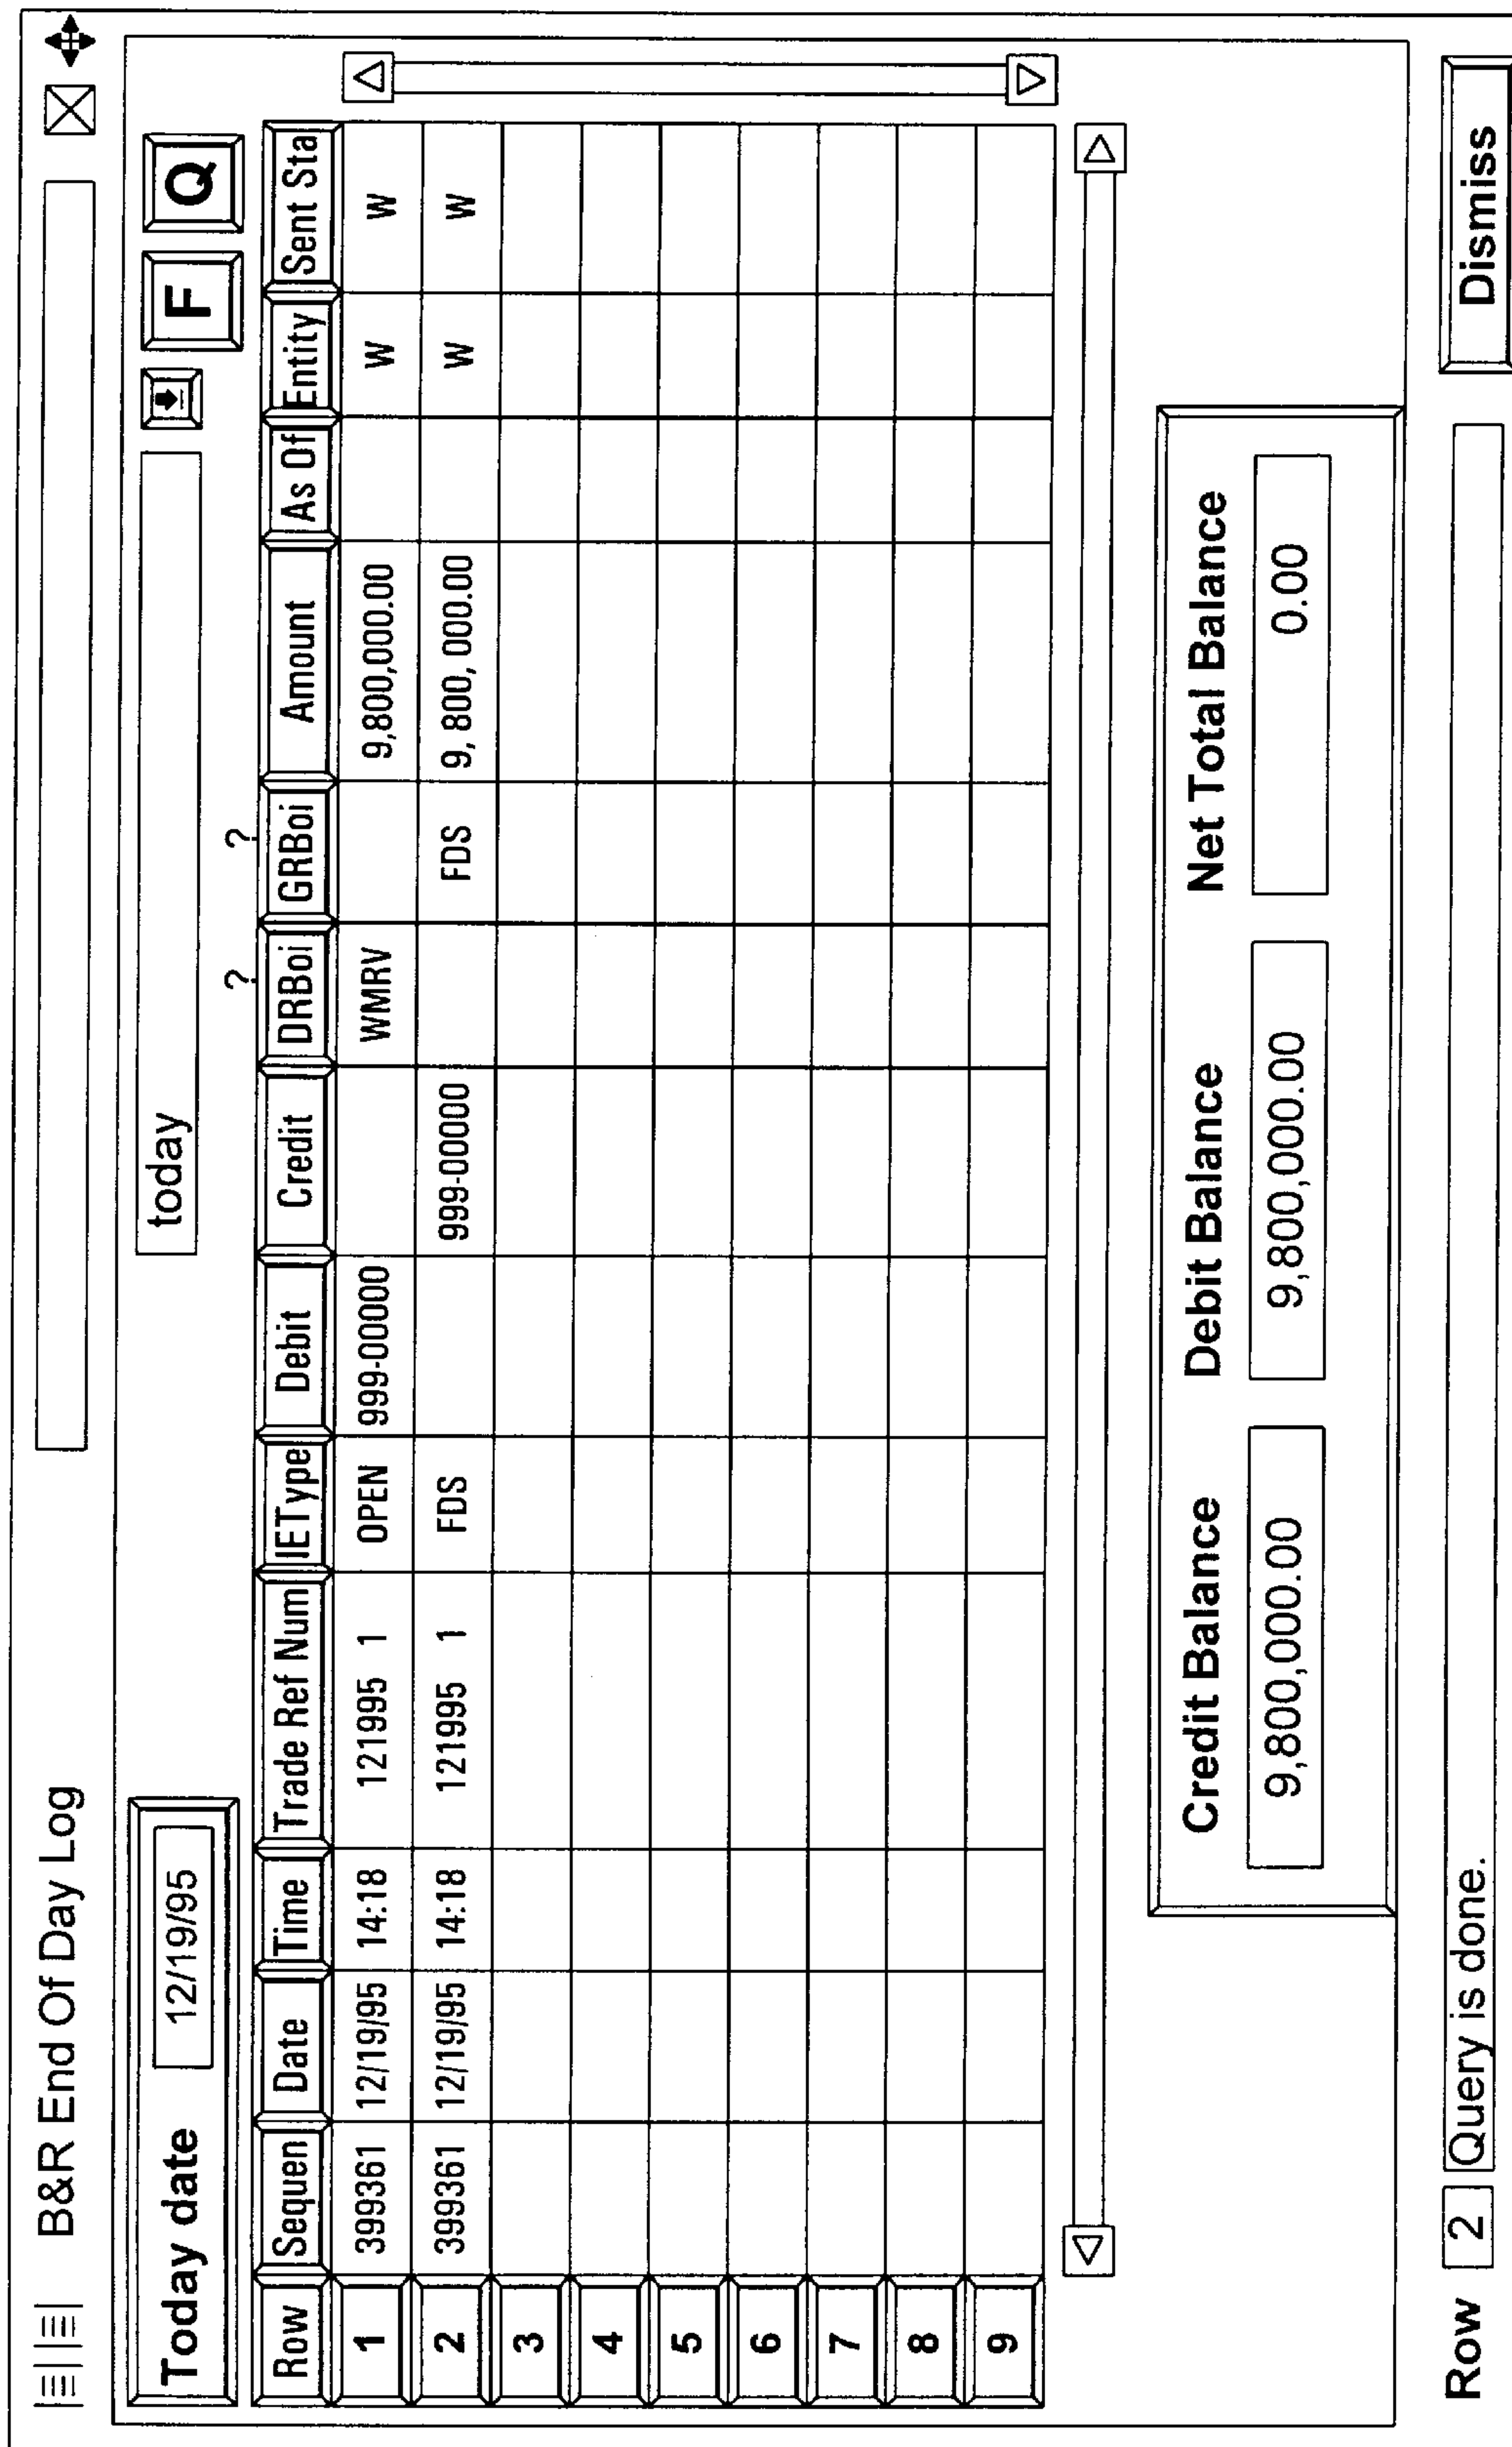 B&R End Of Day Log
Today date 12/19/95 today F Q
? ?
Row Sequen Date Time Trade Ref Num IEType Debit Credit DRBoi GRBoi Amount As Of Entity Sent Sta
1 399361 12/19/95 14:18 121995 1 OPEN 999-00000 WMRV 9,800,000.00 W W
2 399361 12/19/95 14:18 121995 1 FDS 999-00000 FDS 9, 800, 000.00 W W
3
4
5
6
7
8
9
Credit Balance Debit Balance Net Total Balance
9,800,000.00 9,800,000.00 0.00
Row 2 Query is done. Dismiss